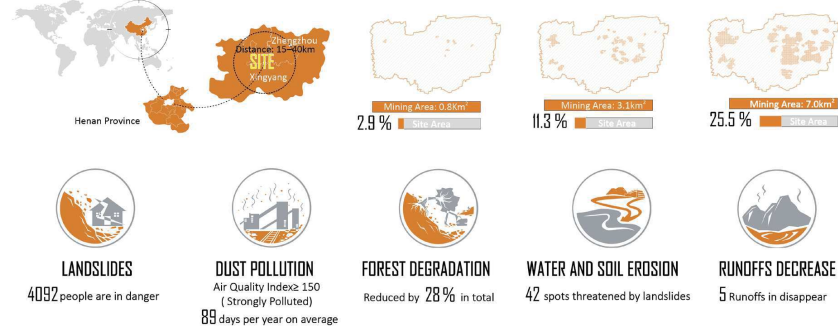 Zhengzhou
Distance: 15-40km
SITE
Xingyang
Henan Province
Mining Area: 0.8Km²
2.9 % Site Area
Mining Area: 3.1km²
11.3 % Site Area
Mining Area: 7.0km²
25.5 % Site Area
LANDSLIDES
4092 people are in danger
DUST POLLUTION
Air Quality Index≥ 150
( Strongly Polluted)
89 days per year on average
FOREST DEGRADATION
Reduced by 28 % in total
WATER AND SOIL EROSION
42 spots threatened by landslides
RUNOFFS DECREASE
5 Runoffs in disappear